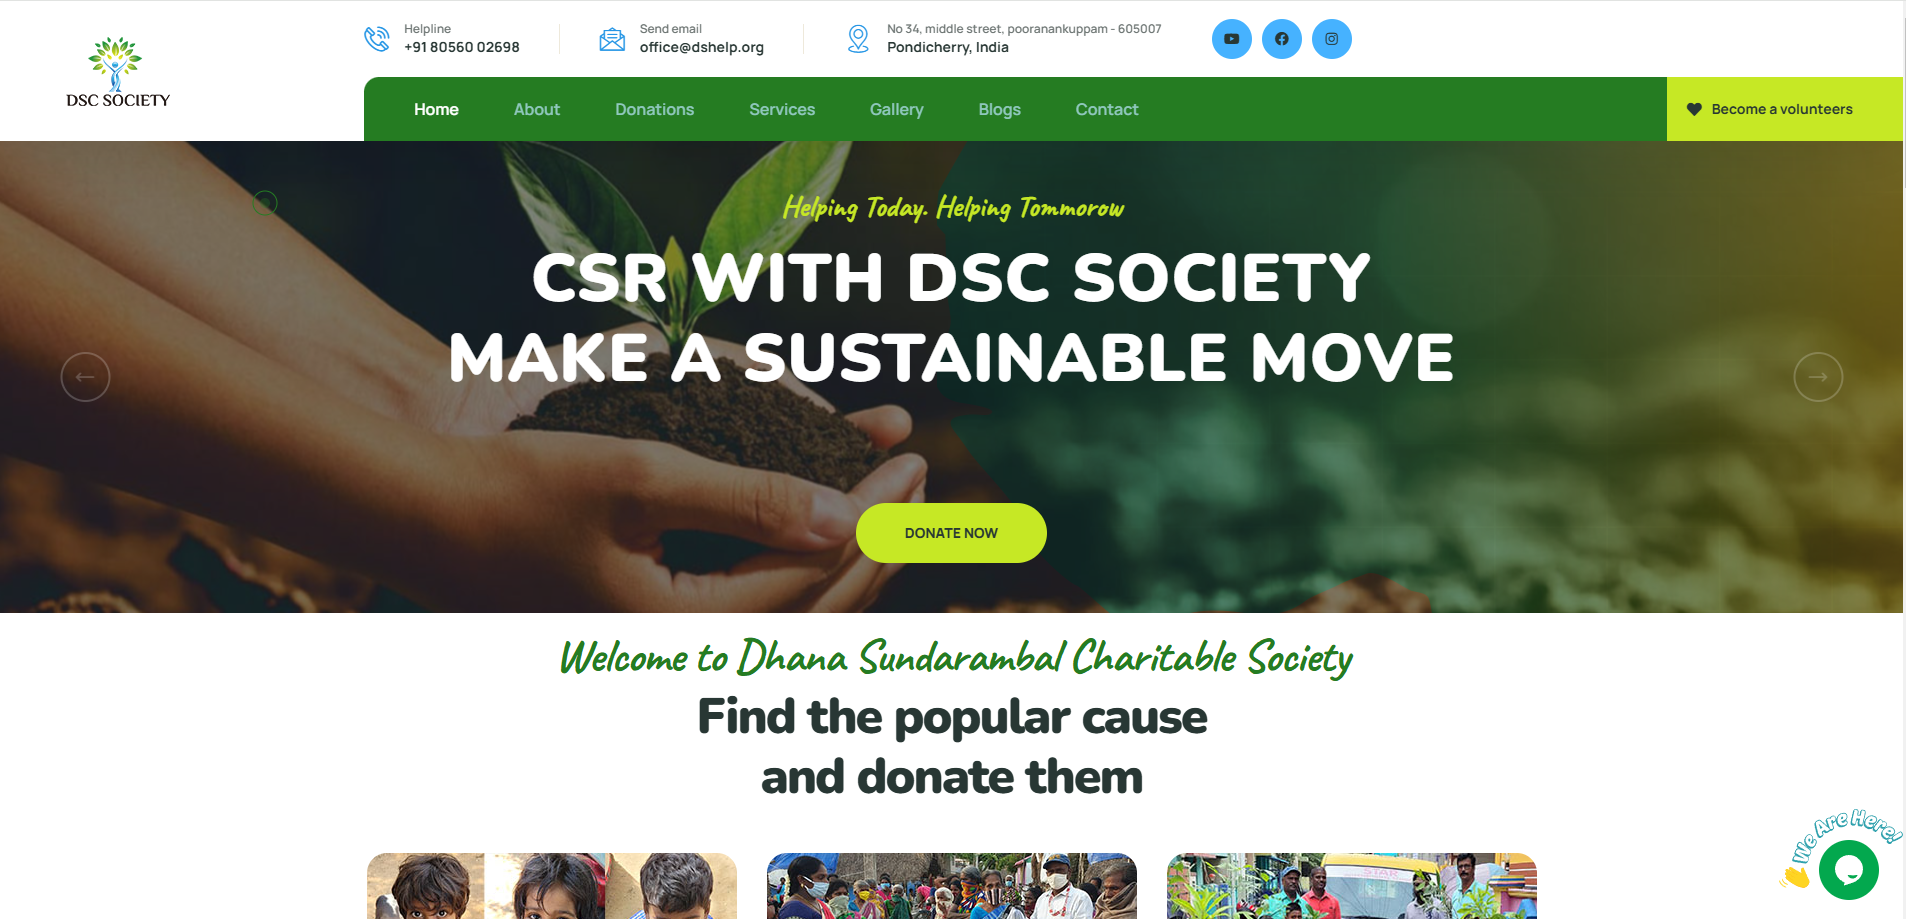 DSC SOCIETY
Helpline
+91 80560 02698
Send email
office@dshelp.org
No 34, middle street, pooranankuppam - 605007
Pondicherry, India
Home
About
Donations
Services
Gallery
Blogs
Contact
Become a volunteers
Helping Today. Helping Tommorow
CSR WITH DSC SOCIETY
MAKE A SUSTAINABLE MOVE
DONATE NOW
Welcome to Dhana Sundarambal Charitable Society
Find the popular cause
and donate them
STAR
We Are Here!